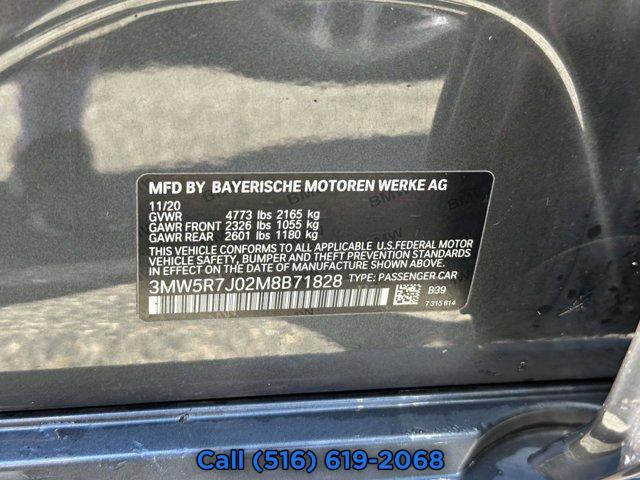 MFD BY BAYERISCHE MOTOREN WERKE AG
11/20
GVWR 4773 lbs 2165 kg
GAWR FRONT 2326 lbs 1055 kg
GAWR REAR 2601 lbs 1180 kg
THIS VEHICLE CONFORMS TO ALL APPLICABLE U.S.FEDERAL MOTOR
VEHICLE SAFETY, BUMPER AND THEFT PREVENTION STANDARDS
IN EFFECT ON THE DATE OF MANUFACTURE SHOWN ABOVE.
3MW5R7J02M8B71828 TYPE: PASSENGER CAR
B39
7 315 814
Call (516) 619-2068